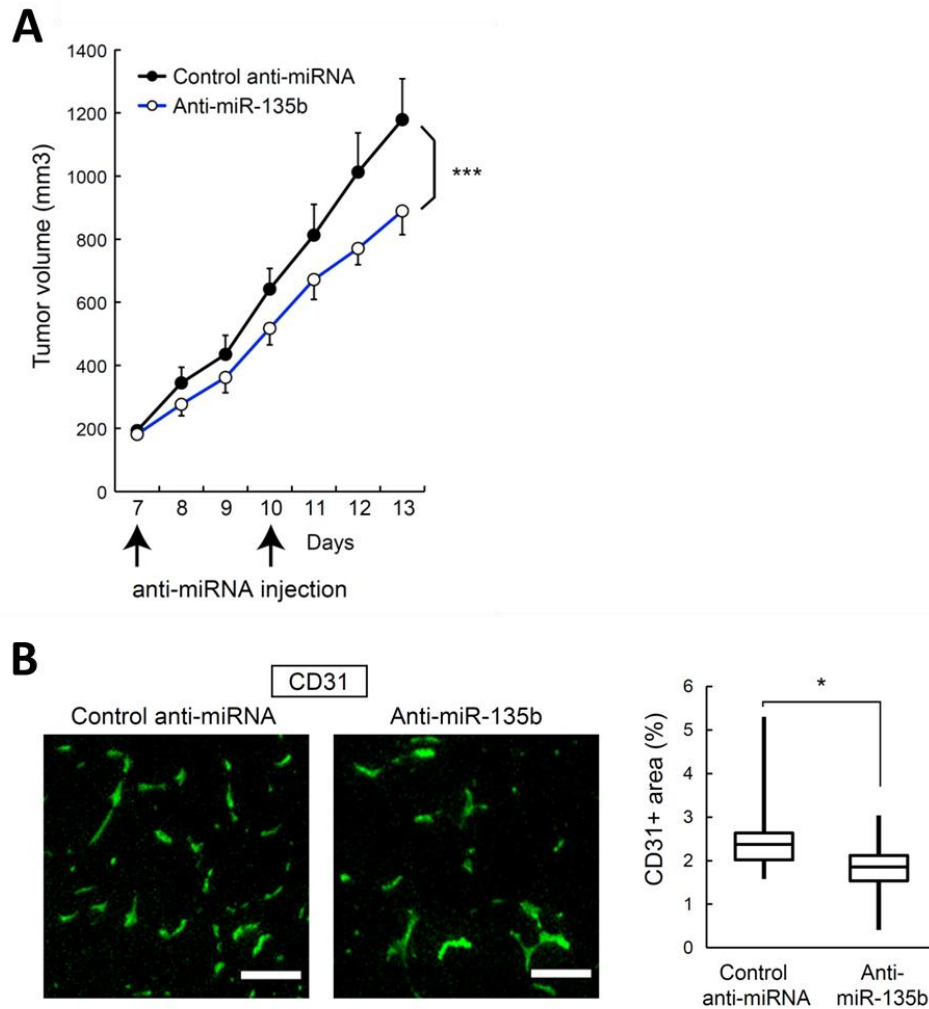 A
1400
1200
1000
800
600
400
200
0
Tumor volume (mm3)
Control anti-miRNA
Anti-miR-135b
***
7 8 9 10 11 12 13
Days
anti-miRNA injection
B
CD31
Control anti-miRNA Anti-miR-135b
CD31+ area (%)
6
5
4
3
2
1
0
*
Control
anti-miRNA
Anti-
miR-135b